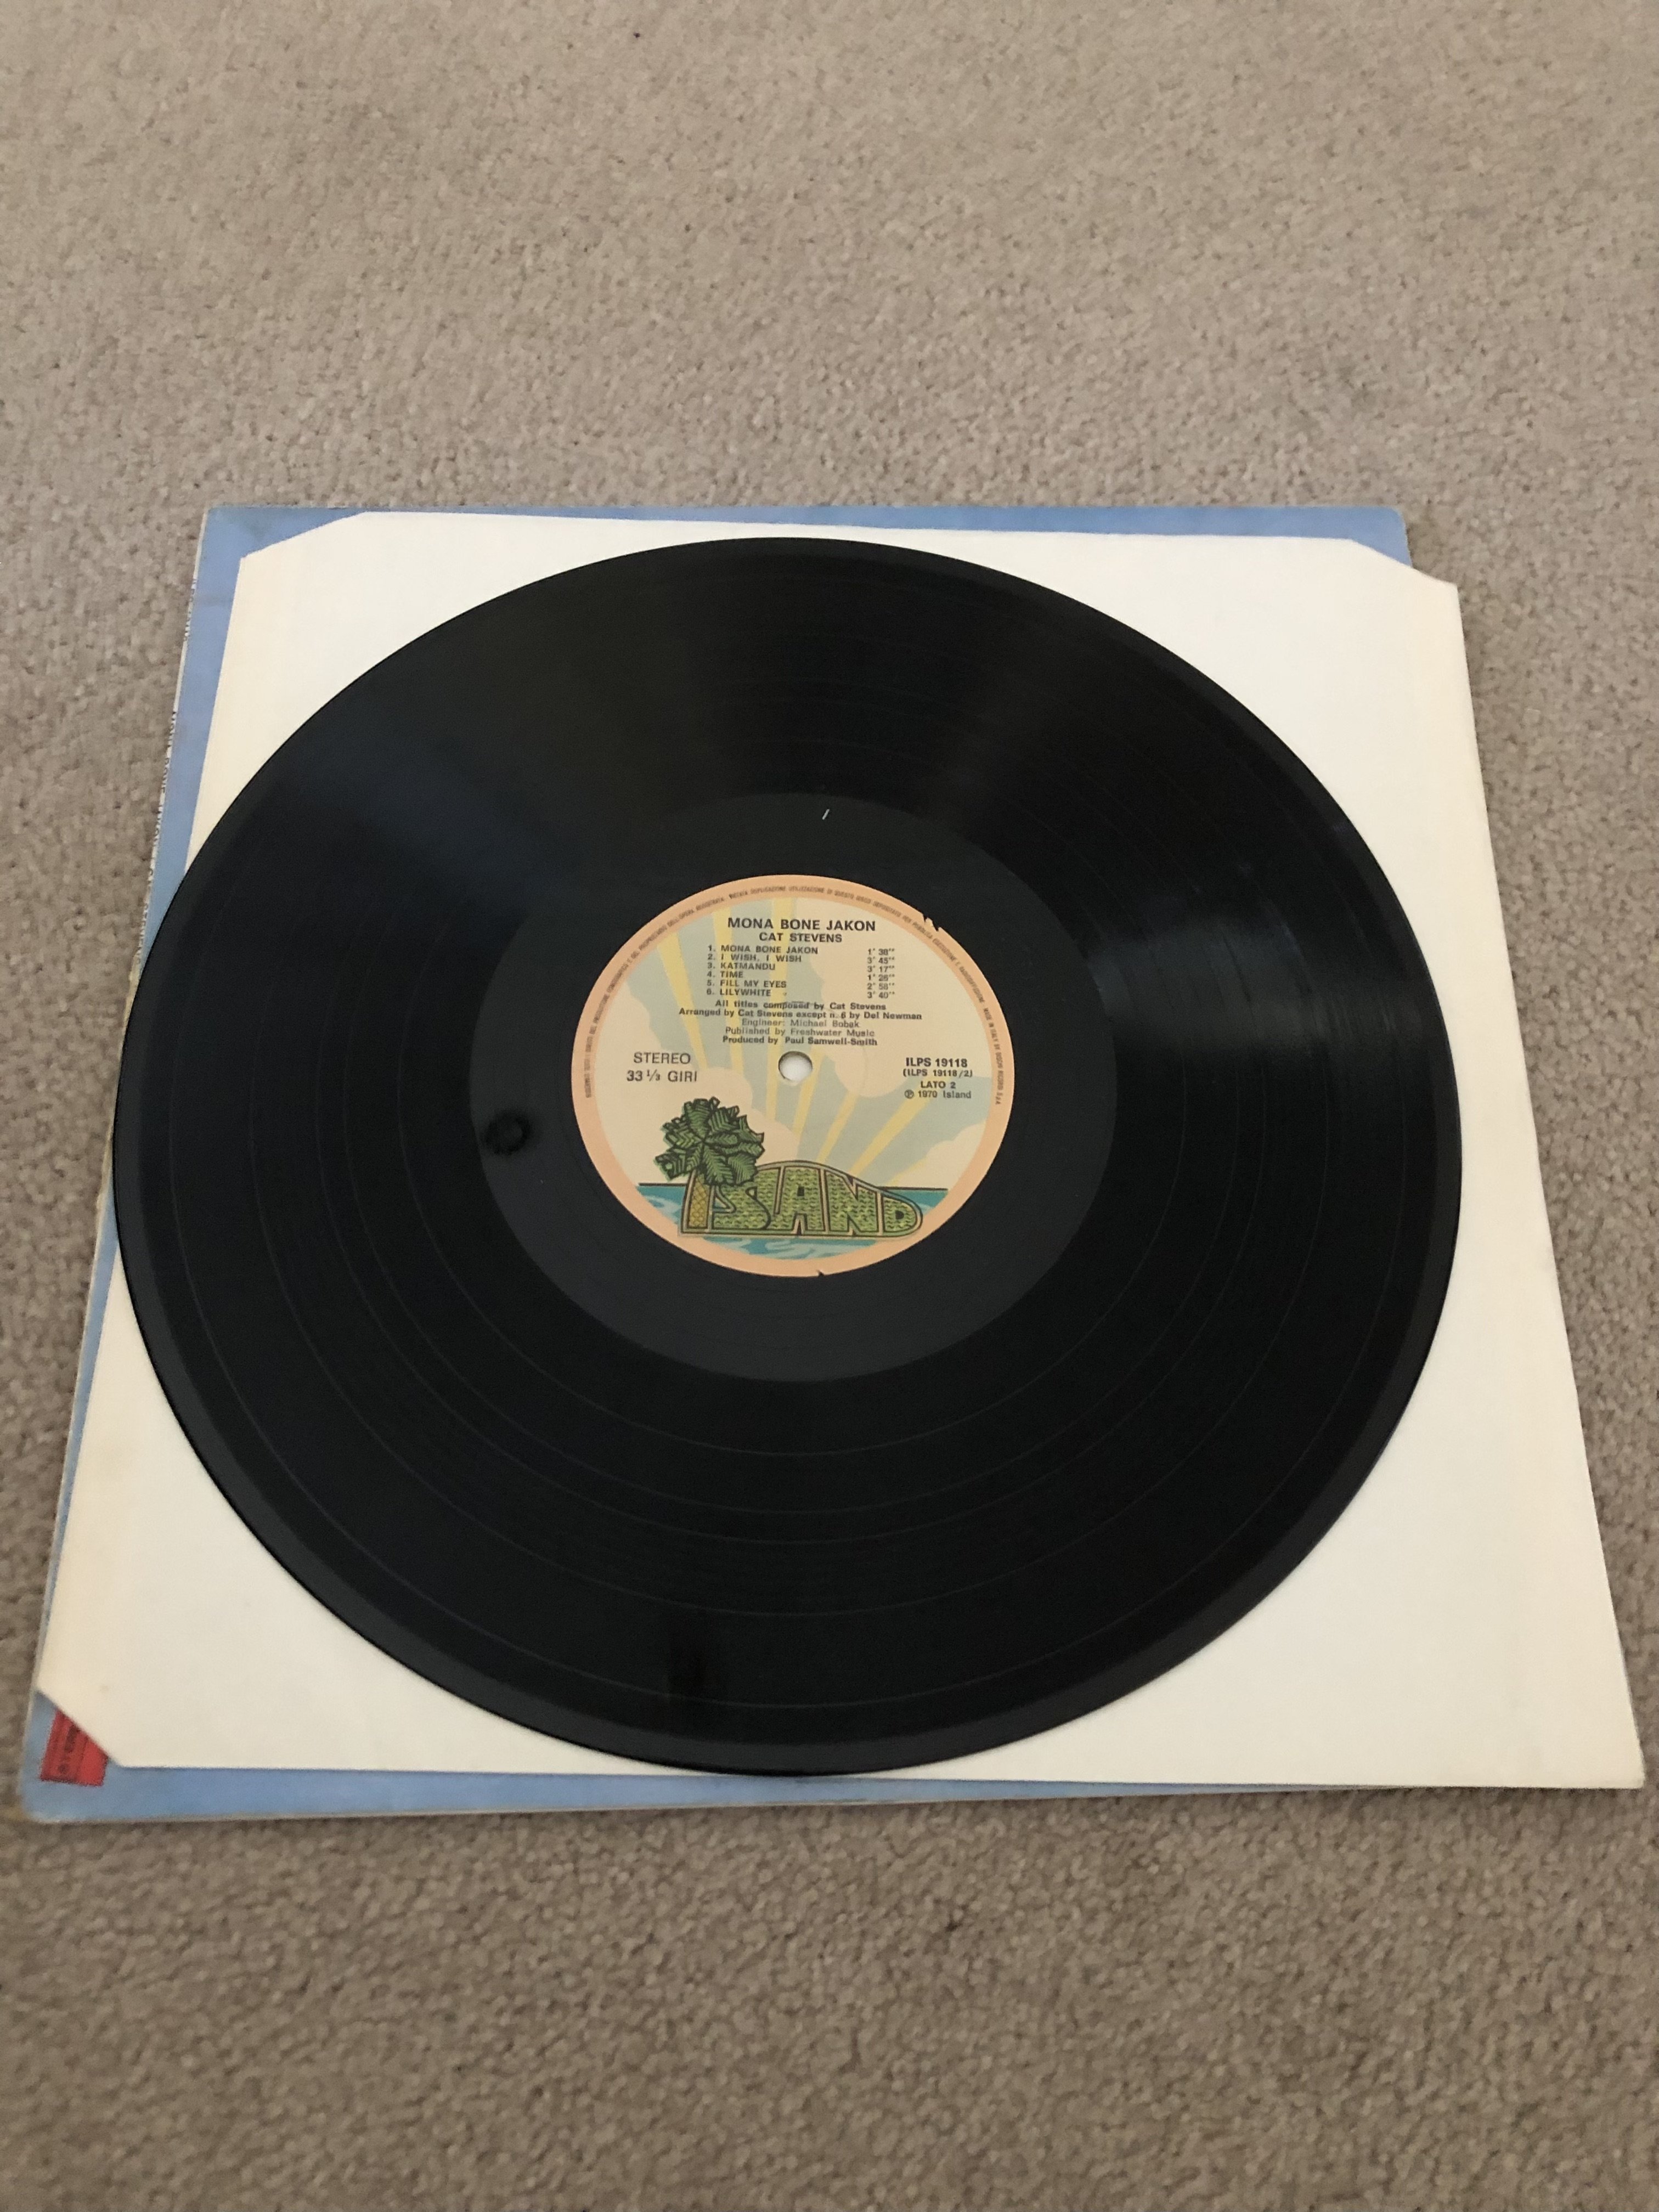 MONA BONE JAKON
CAT STEVENS
1. MONA BONE JAKON 1' 38''
2. I WISH, I WISH 3' 45''
3. KATMANDU 3' 17''
4. TIME 1' 26''
5. FILL MY EYES 2' 58''
6. LILYWHITE 3' 40''
All titles composed by Cat Stevens
Arranged by Cat Stevens except n. 6 by Del Newman
Engineer: Michael Bobak
Published by Freshwater Music
Produced by Paul Samwell-Smith
STEREO
33 1/3 GIRI
ILPS 19118
(ILPS 19118/2)
LATO 2
℗ 1970 Island
ISLAND